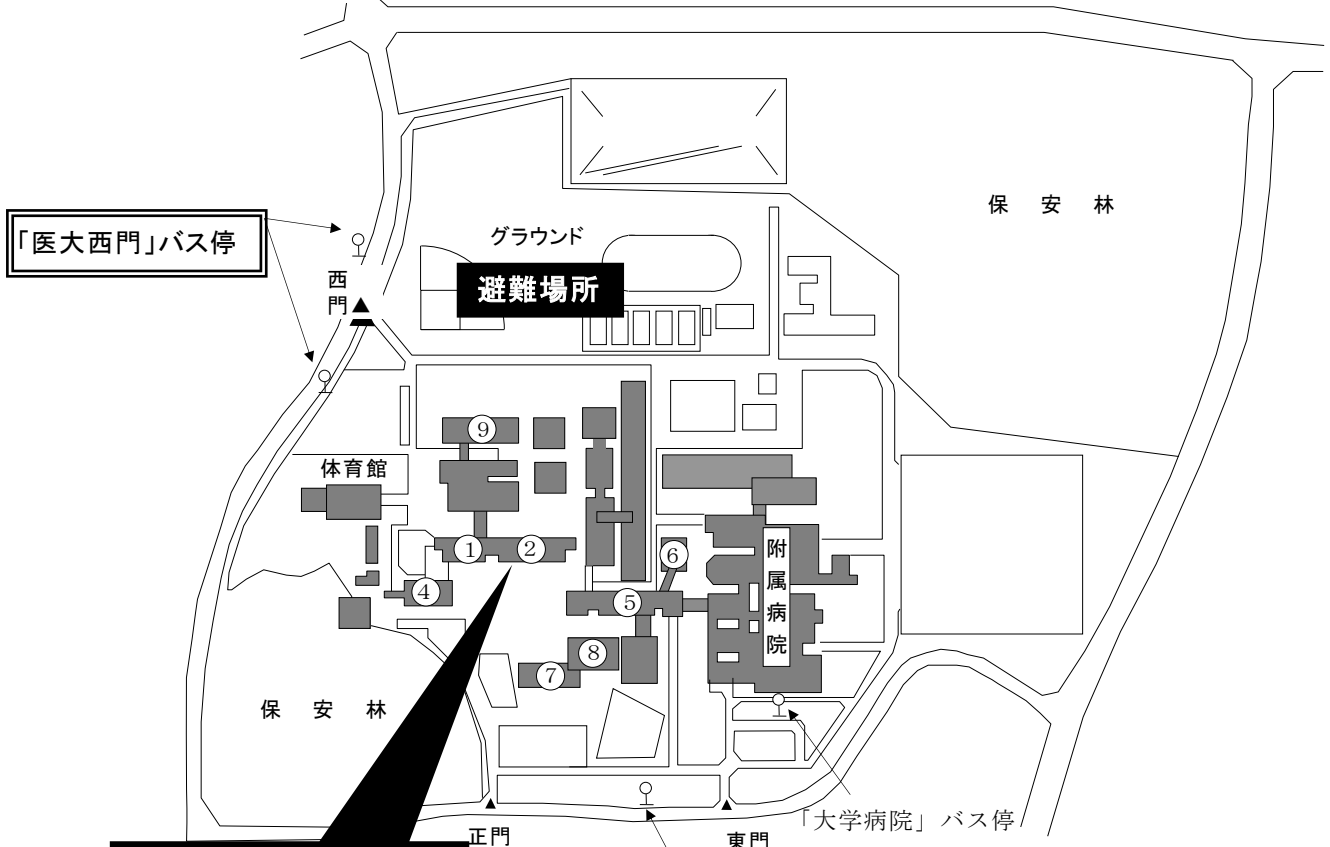 保 安 林
グラウンド
「医大西門」バス停
避難場所
西門
⑨
体育館
① ②
⑥
附属病院
④
⑤
⑧
⑦
保 安 林
「大学病院」バス停
正門
東門